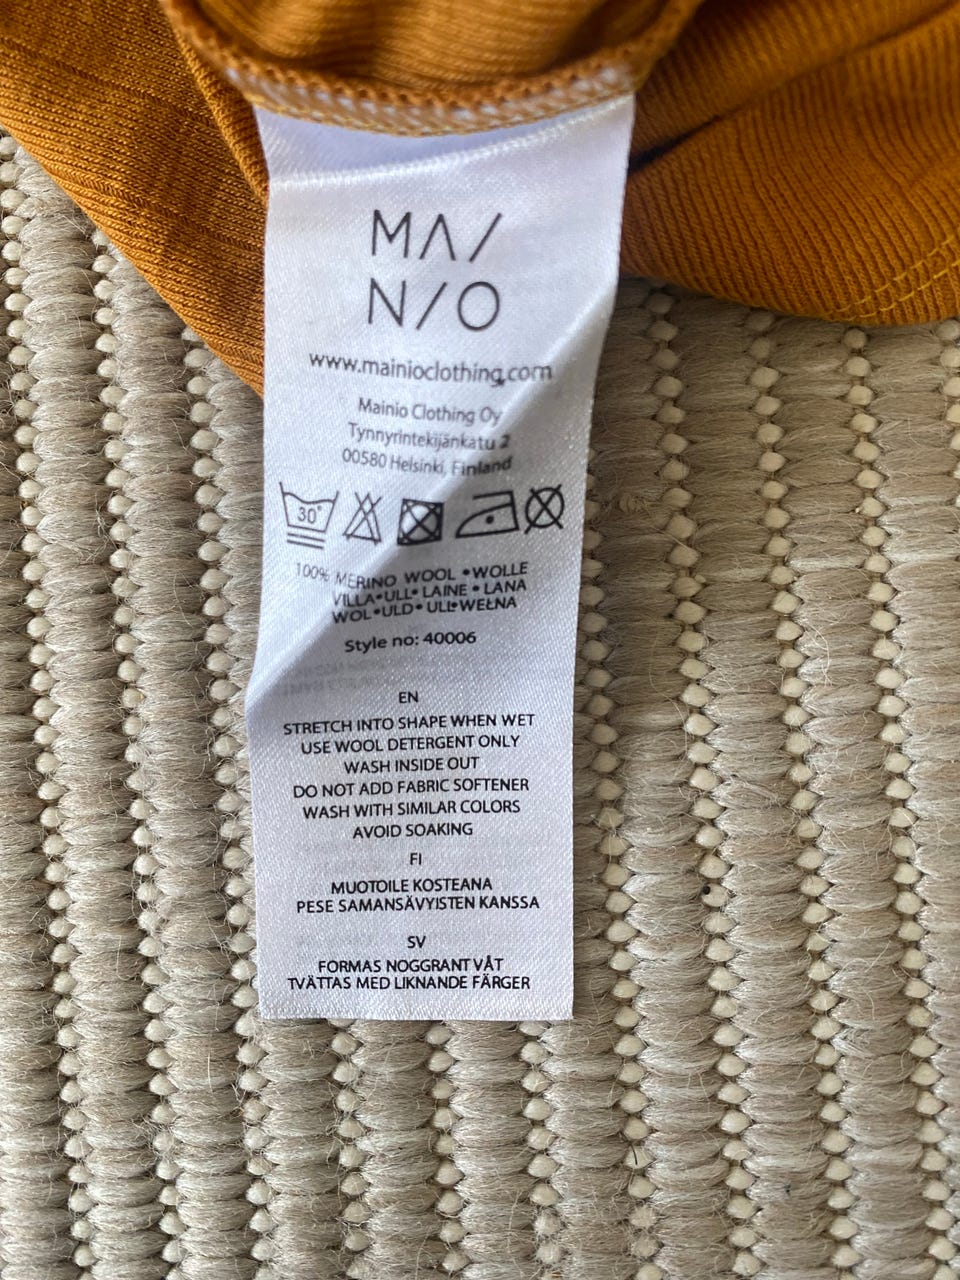 MA/
N/O
www.mainioclothing.com
Mainio Clothing Oy
Tynnyrintekijänkatu 2
00580 Helsinki, Finland
30°
100% MERINO WOOL •WOLLE
VILLA•ULL• LAINE • LANA
WOL•ULD• ULL•WEŁNA
Style no: 40006
EN
STRETCH INTO SHAPE WHEN WET
USE WOOL DETERGENT ONLY
WASH INSIDE OUT
DO NOT ADD FABRIC SOFTENER
WASH WITH SIMILAR COLORS
AVOID SOAKING
FI
MUOTOILE KOSTEANA
PESE SAMANSÄVYISTEN KANSSA
SV
FORMAS NOGGRANT VÅT
TVÄTTAS MED LIKNANDE FÄRGER